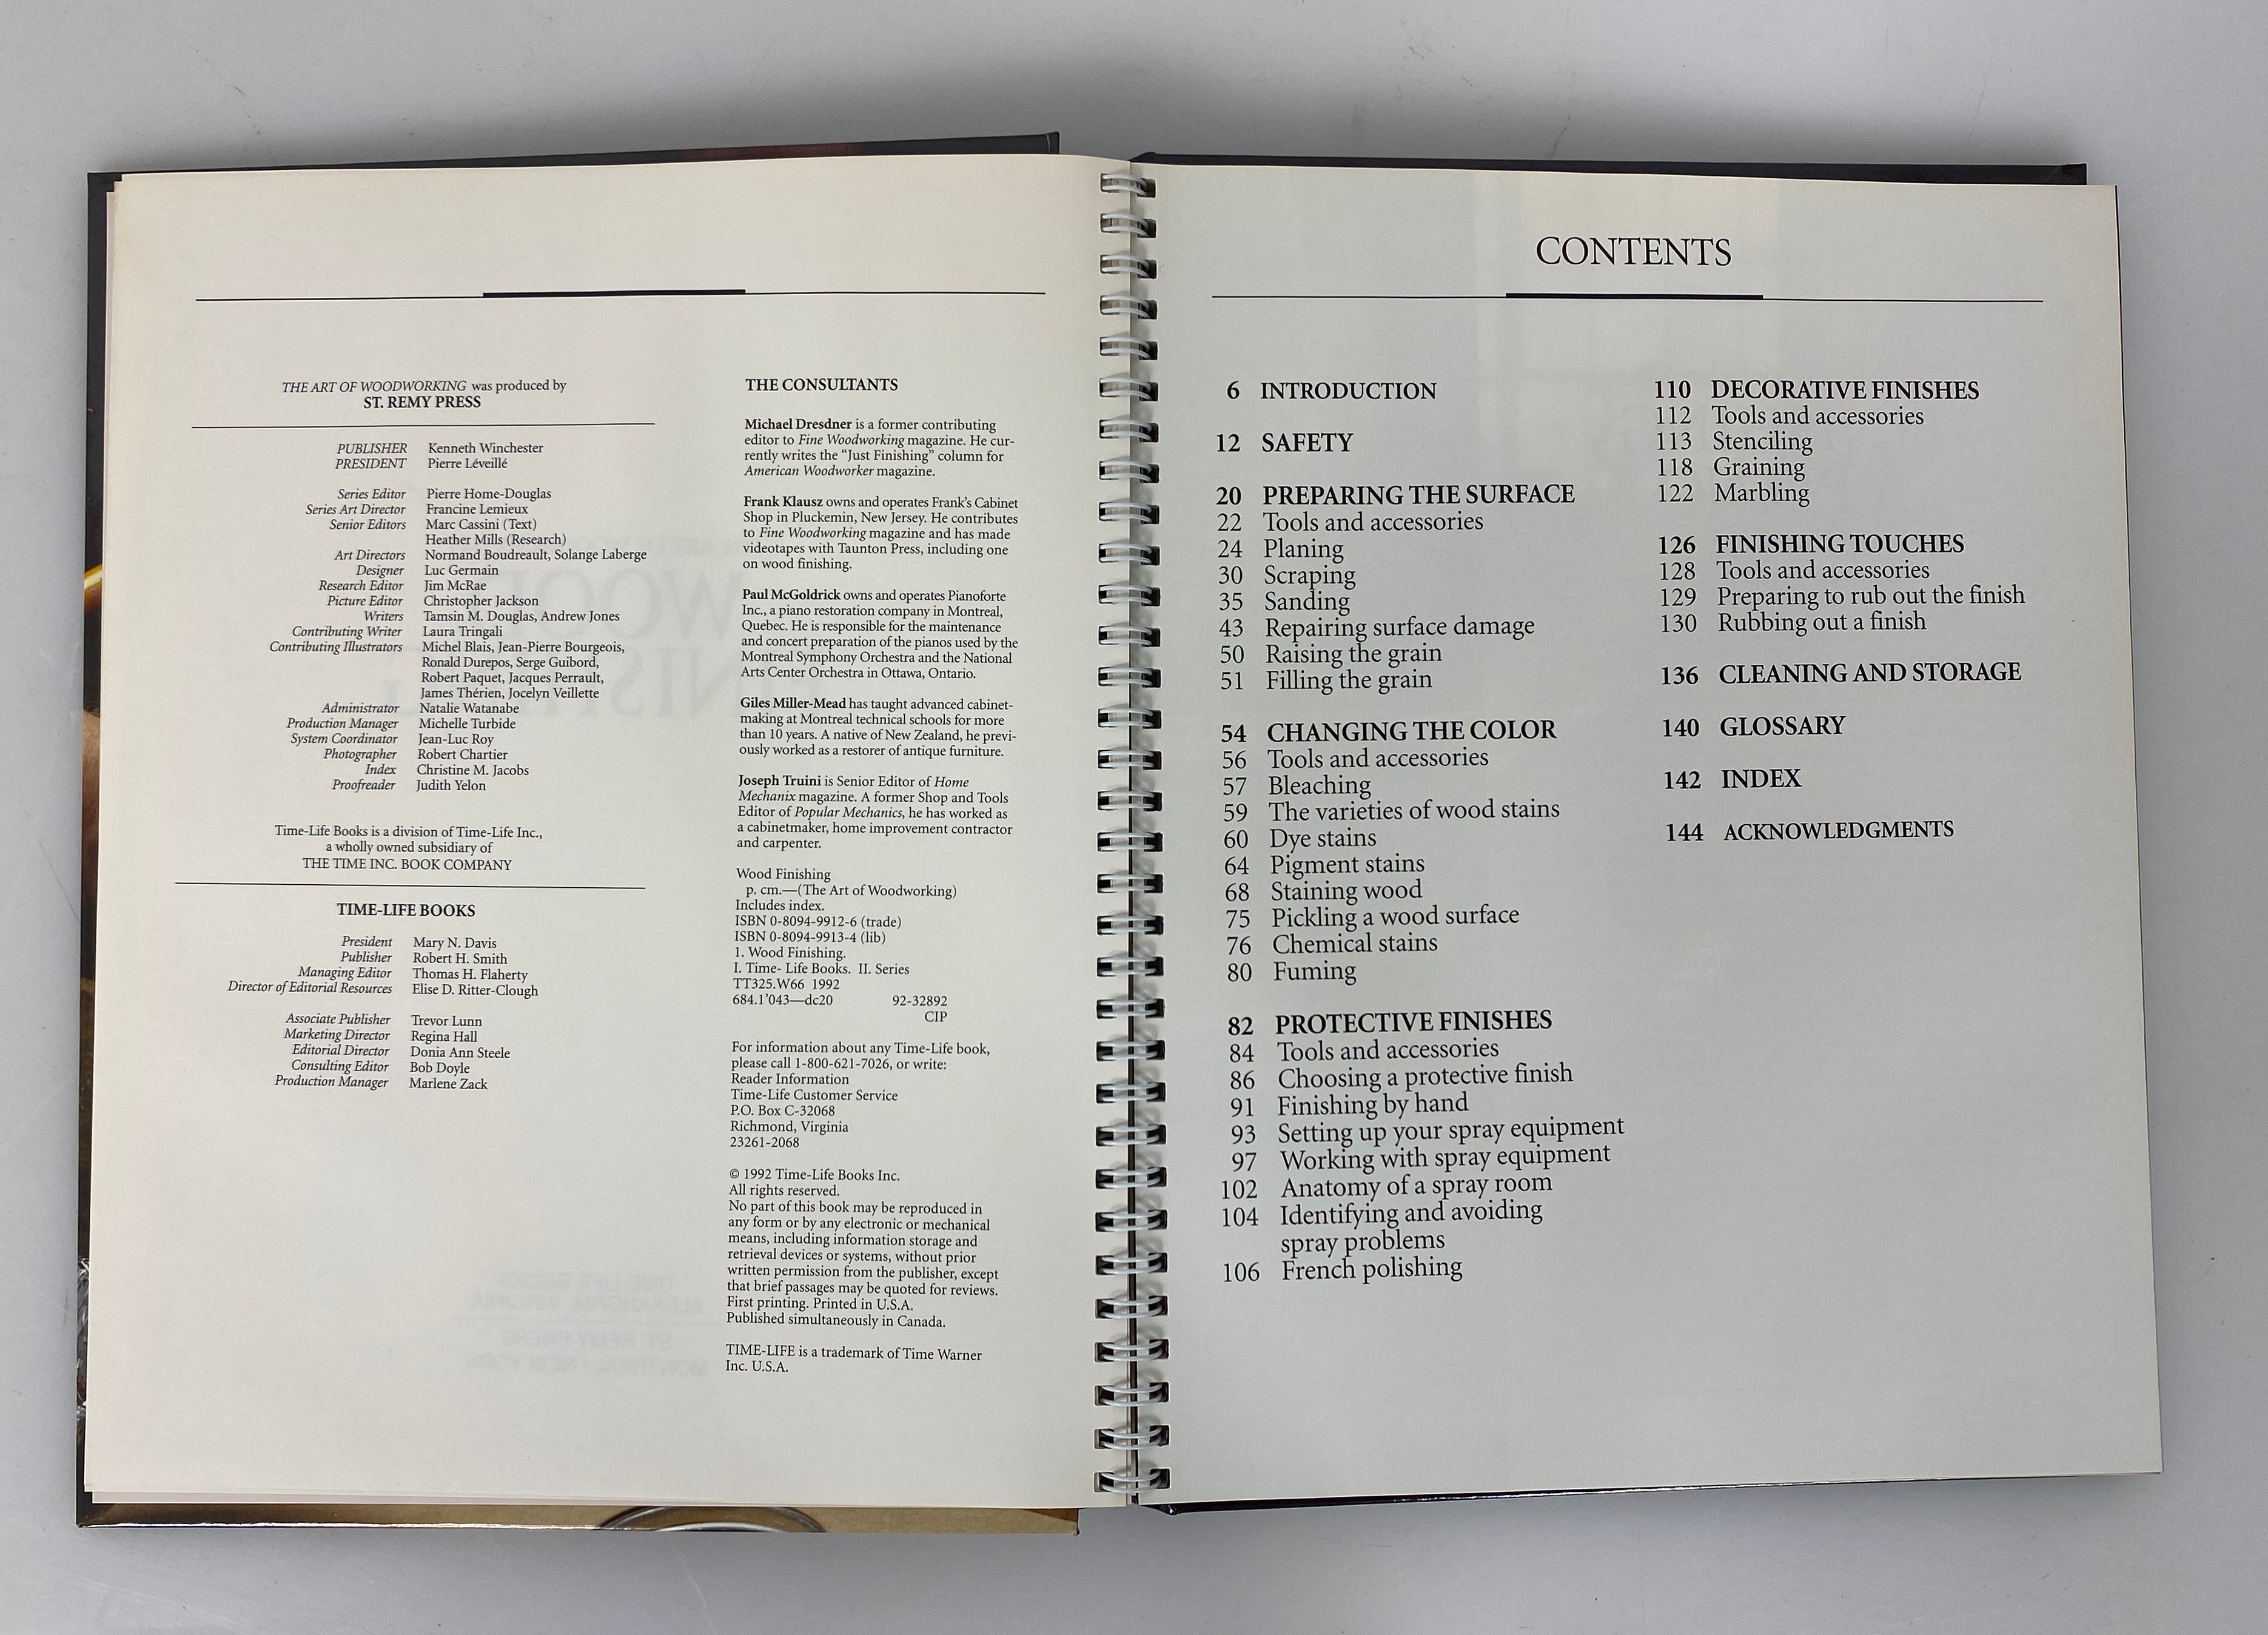 THE ART OF WOODWORKING was produced by
ST. REMY PRESS
PUBLISHER Kenneth Winchester
PRESIDENT Pierre Léveillé
Series Editor Pierre Home-Douglas
Series Art Director Francine Lemieux
Senior Editors Marc Cassini (Text)
Heather Mills (Research)
Art Directors Normand Boudreault, Solange Laberge
Designer Luc Germain
Research Editor Jim McRae
Picture Editor Christopher Jackson
Writers Tamsin M. Douglas, Andrew Jones
Contributing Writer Laura Tringali
Contributing Illustrators Michel Blais, Jean-Pierre Bourgeois,
Ronald Durepos, Serge Guibord,
Robert Paquet, Jacques Perrault,
James Thérien, Jocelyn Veillette
Administrator Natalie Watanabe
Production Manager Michelle Turbide
System Coordinator Jean-Luc Roy
Photographer Robert Chartier
Index Christine M. Jacobs
Proofreader Judith Yelon
Time-Life Books is a division of Time-Life Inc.,
a wholly owned subsidiary of
THE TIME INC. BOOK COMPANY
TIME-LIFE BOOKS
President Mary N. Davis
Publisher Robert H. Smith
Managing Editor Thomas H. Flaherty
Director of Editorial Resources Elise D. Ritter-Clough
Associate Publisher Trevor Lunn
Marketing Director Regina Hall
Editorial Director Donia Ann Steele
Consulting Editor Bob Doyle
Production Manager Marlene Zack
THE CONSULTANTS
Michael Dresdner is a former contributing
editor to Fine Woodworking magazine. He cur-
rently writes the “Just Finishing” column for
American Woodworker magazine.
Frank Klausz owns and operates Frank's Cabinet
Shop in Pluckemin, New Jersey. He contributes
to Fine Woodworking magazine and has made
videotapes with Taunton Press, including one
on wood finishing.
Paul McGoldrick owns and operates Pianoforte
Inc., a piano restoration company in Montreal,
Quebec. He is responsible for the maintenance
and concert preparation of the pianos used by the
Montreal Symphony Orchestra and the National
Arts Center Orchestra in Ottawa, Ontario.
Giles Miller-Mead has taught advanced cabinet-
making at Montreal technical schools for more
than 10 years. A native of New Zealand, he previ-
ously worked as a restorer of antique furniture.
Joseph Truini is Senior Editor of Home
Mechanix magazine. A former Shop and Tools
Editor of Popular Mechanics, he has worked as
a cabinetmaker, home improvement contractor
and carpenter.
Wood Finishing
p. cm.—(The Art of Woodworking)
Includes index.
ISBN 0-8094-9912-6 (trade)
ISBN 0-8094-9913-4 (lib)
1. Wood Finishing.
I. Time- Life Books. II. Series
TT325.W66 1992
684.1'043—dc20 92-32892
CIP
For information about any Time-Life book,
please call 1-800-621-7026, or write:
Reader Information
Time-Life Customer Service
P.O. Box C-32068
Richmond, Virginia
23261-2068
© 1992 Time-Life Books Inc.
All rights reserved.
No part of this book may be reproduced in
any form or by any electronic or mechanical
means, including information storage and
retrieval devices or systems, without prior
written permission from the publisher, except
that brief passages may be quoted for reviews.
First printing. Printed in U.S.A.
Published simultaneously in Canada.
TIME-LIFE is a trademark of Time Warner
Inc. U.S.A.
CONTENTS
6 INTRODUCTION
12 SAFETY
20 PREPARING THE SURFACE
22 Tools and accessories
24 Planing
30 Scraping
35 Sanding
43 Repairing surface damage
50 Raising the grain
51 Filling the grain
54 CHANGING THE COLOR
56 Tools and accessories
57 Bleaching
59 The varieties of wood stains
60 Dye stains
64 Pigment stains
68 Staining wood
75 Pickling a wood surface
76 Chemical stains
80 Fuming
82 PROTECTIVE FINISHES
84 Tools and accessories
86 Choosing a protective finish
91 Finishing by hand
93 Setting up your spray equipment
97 Working with spray equipment
102 Anatomy of a spray room
104 Identifying and avoiding
spray problems
106 French polishing
110 DECORATIVE FINISHES
112 Tools and accessories
113 Stenciling
118 Graining
122 Marbling
126 FINISHING TOUCHES
128 Tools and accessories
129 Preparing to rub out the finish
130 Rubbing out a finish
136 CLEANING AND STORAGE
140 GLOSSARY
142 INDEX
144 ACKNOWLEDGMENTS